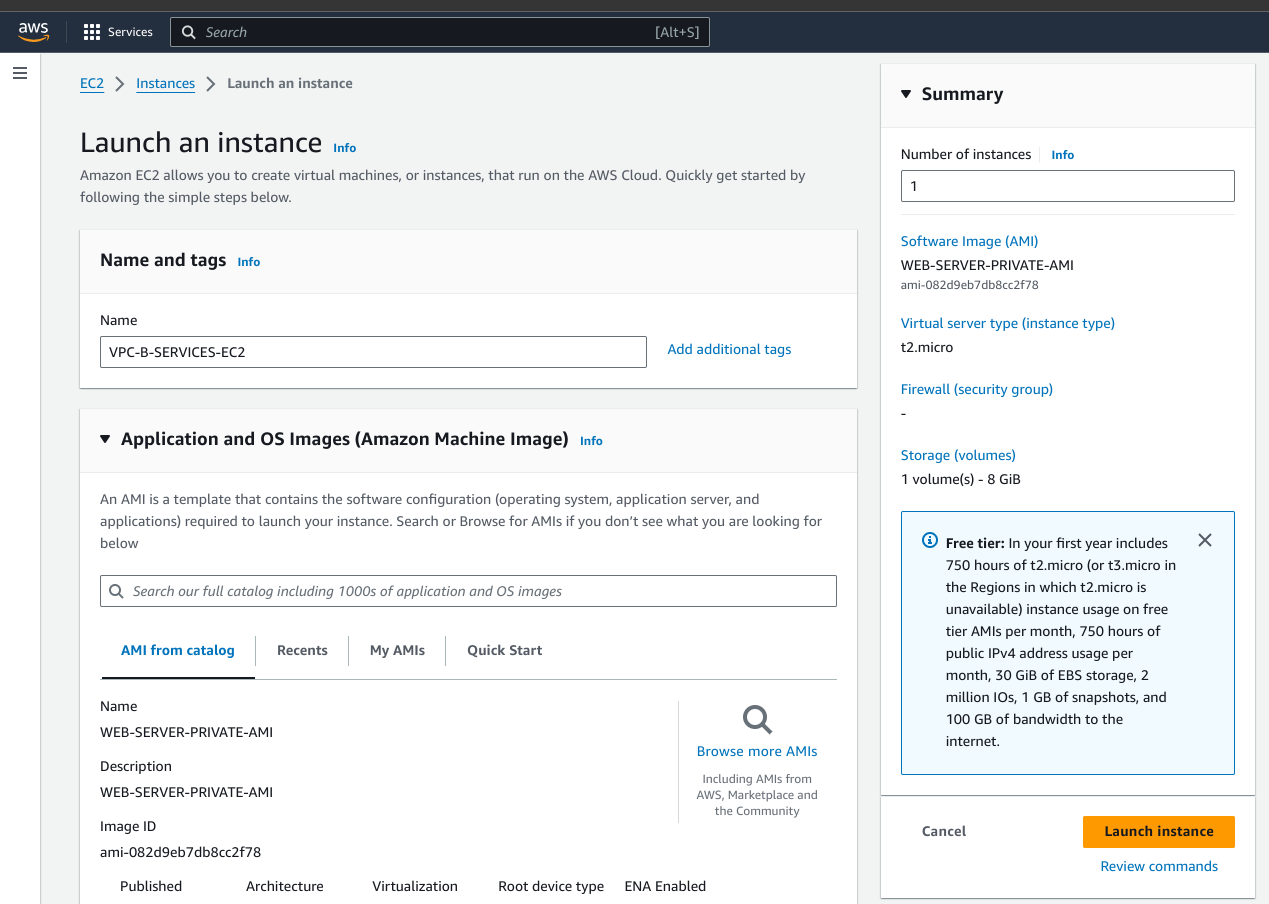 aws
Services
Search
[Alt+S]
EC2 > Instances > Launch an instance
Launch an instance Info
Amazon EC2 allows you to create virtual machines, or instances, that run on the AWS Cloud. Quickly get started by
following the simple steps below.
Name and tags Info
Name
VPC-B-SERVICES-EC2
Add additional tags
Application and OS Images (Amazon Machine Image) Info
An AMI is a template that contains the software configuration (operating system, application server, and
applications) required to launch your instance. Search or Browse for AMIs if you don’t see what you are looking for
below
Search our full catalog including 1000s of application and OS images
AMI from catalog
Recents
My AMIs
Quick Start
Name
WEB-SERVER-PRIVATE-AMI
Description
WEB-SERVER-PRIVATE-AMI
Image ID
ami-082d9eb7db8cc2f78
Browse more AMIs
Including AMIs from
AWS, Marketplace and
the Community
Published
Architecture
Virtualization
Root device type
ENA Enabled
Summary
Number of instances
Info
1
Software Image (AMI)
WEB-SERVER-PRIVATE-AMI
ami-082d9eb7db8cc2f78
Virtual server type (instance type)
t2.micro
Firewall (security group)
-
Storage (volumes)
1 volume(s) - 8 GiB
Free tier: In your first year includes
750 hours of t2.micro (or t3.micro in
the Regions in which t2.micro is
unavailable) instance usage on free
tier AMIs per month, 750 hours of
public IPv4 address usage per
month, 30 GiB of EBS storage, 2
million IOs, 1 GB of snapshots, and
100 GB of bandwidth to the
internet.
Cancel
Launch instance
Review commands